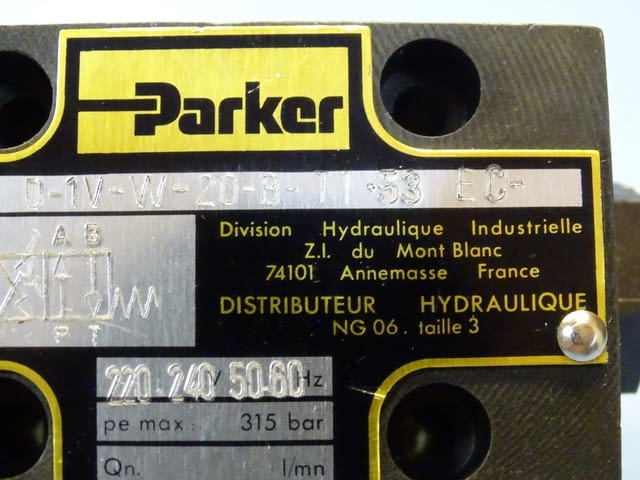 Parker
D-1V-W-20-B-T1-53 EC-
A B
Division Hydraulique Industrielle
Z.I. du Mont Blanc
74101 Annemasse France
P T
DISTRIBUTEUR HYDRAULIQUE
NG 06. taille 3
220-240 V 50-60 Hz
pe max: 315 bar
Qn. l/mn